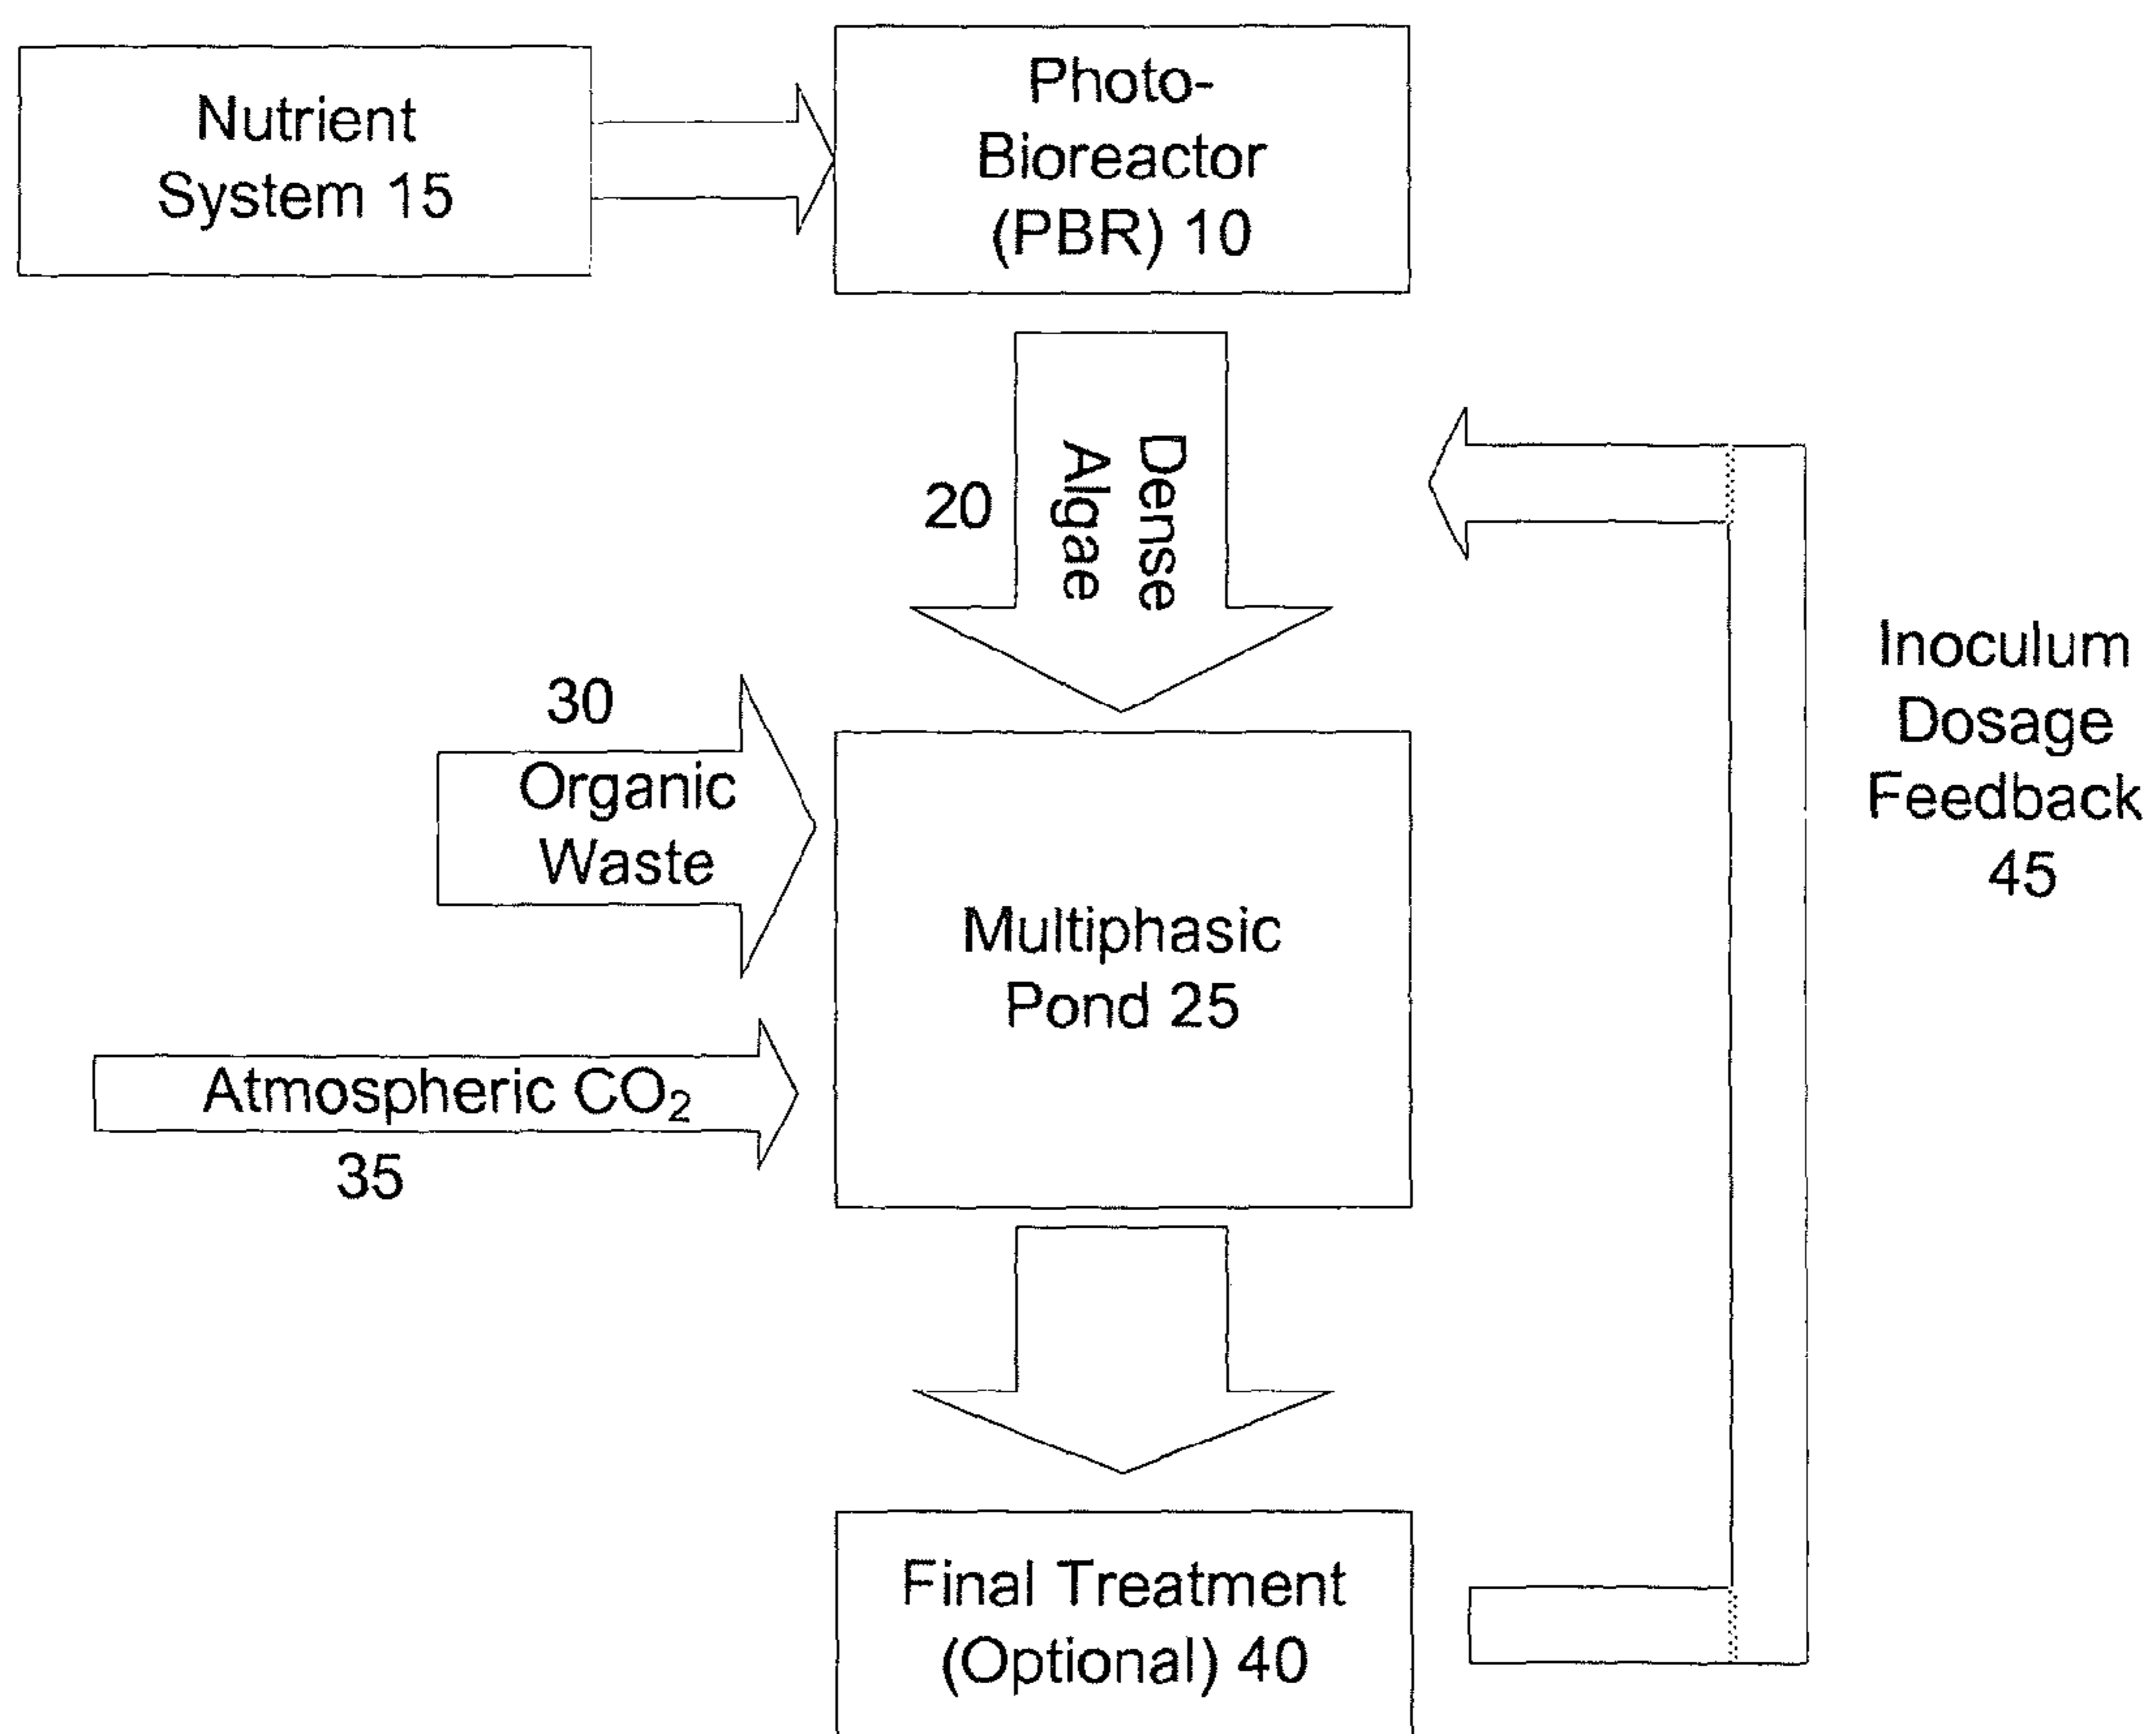 Nutrient
System 15
Photo-
Bioreactor
(PBR) 10
20
Dense
Algae
Inoculum
Dosage
Feedback
45
30
Organic
Waste
Multiphasic
Pond 25
Atmospheric CO₂
35
Final Treatment
(Optional) 40